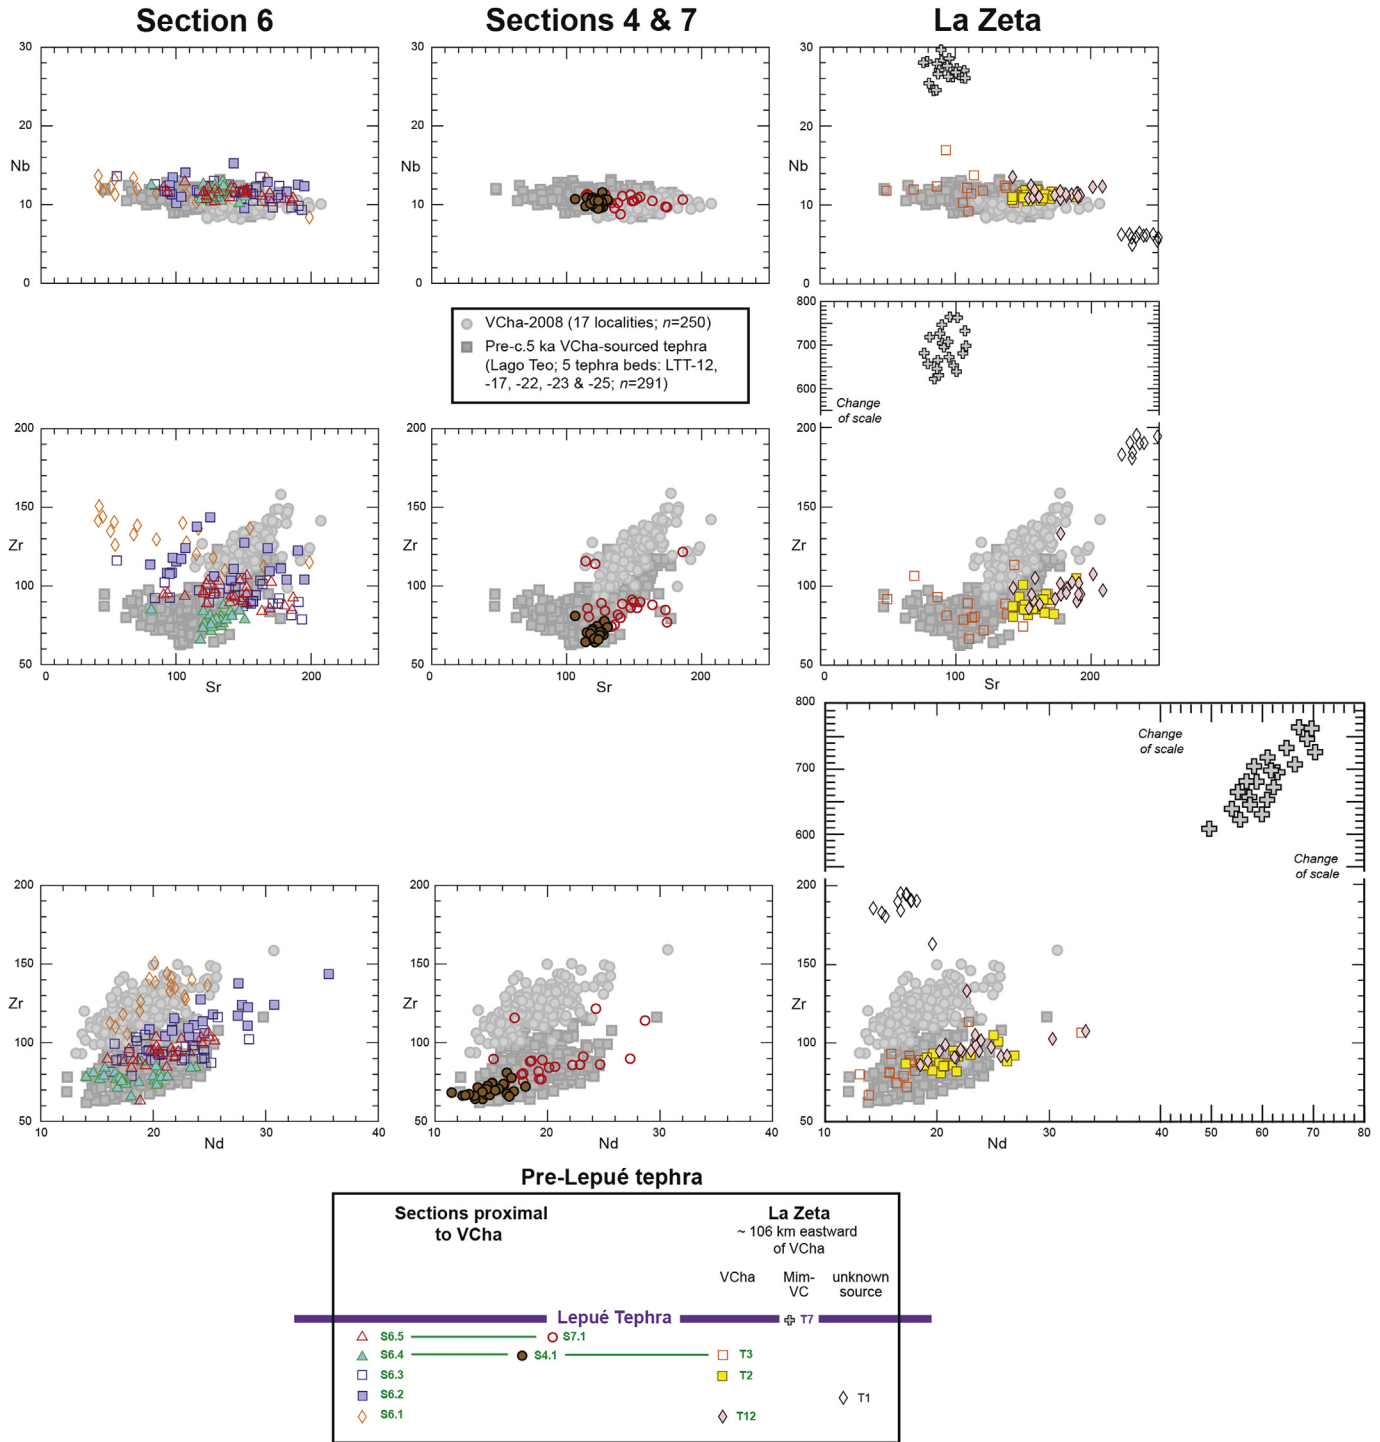 Section 6
Sections 4 & 7
La Zeta
30
20
Nb
10
0
30
20
Nb
10
0
30
20
Nb
10
0
VCha-2008 (17 localities; n=250)
Pre-c.5 ka VCha-sourced tephra
(Lago Teo; 5 tephra beds: LTT-12,
-17, -22, -23 & -25; n=291)
800
700
600
Change
of scale
200
150
Zr
100
50
0
100
200
Sr
200
150
Zr
100
50
0
100
200
Sr
200
150
Zr
100
50
0
100
200
Sr
800
700
600
Change
of scale
Change
of scale
200
150
Zr
100
50
10
20
30
40
Nd
200
150
Zr
100
50
10
20
30
40
Nd
200
150
Zr
100
50
10
20
30
40
50
60
70
80
Nd
Pre-Lepué tephra
Sections proximal
to VCha
La Zeta
~ 106 km eastward
of VCha
VCha
Mim-
VC
unknown
source
Lepué Tephra
T7
S6.5
S7.1
S6.4
S4.1
T3
S6.3
T2
S6.2
T1
S6.1
T12